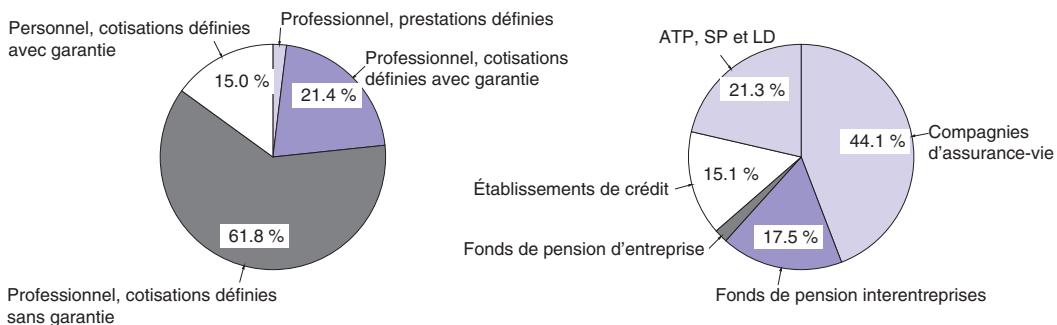 Personnel, cotisations définies
avec garantie
Professionnel, prestations définies
Professionnel, cotisations
définies avec garantie
15.0 %
21.4 %
61.8 %
Professionnel, cotisations définies
sans garantie
ATP, SP et LD
21.3 %
44.1 %
Compagnies
d'assurance-vie
Établissements de crédit
15.1 %
Fonds de pension d'entreprise
17.5 %
Fonds de pension interentreprises